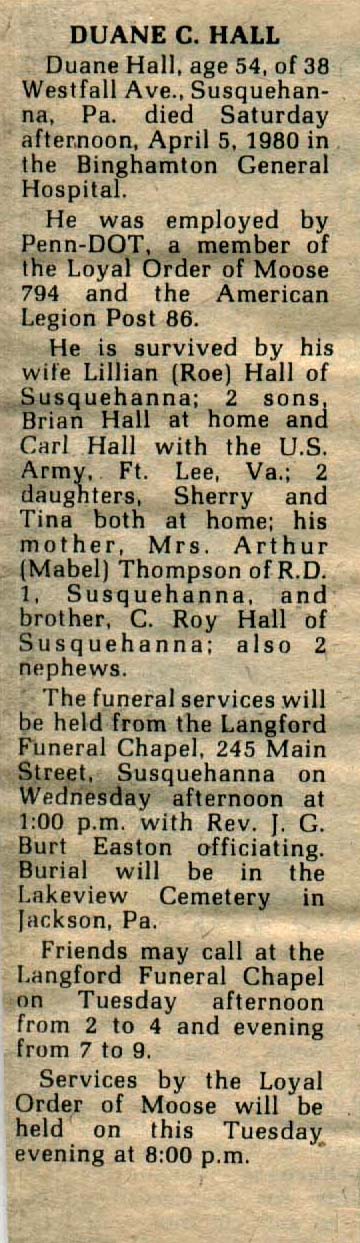 DUANE C. HALL
Duane Hall, age 54, of 38
Westfall Ave., Susquehan-
na, Pa. died Saturday
afternoon, April 5, 1980 in
the Binghamton General
Hospital.
He was employed by
Penn-DOT, a member of
the Loyal Order of Moose
794 and the American
Legion Post 86.
He is survived by his
wife Lillian (Roe) Hall of
Susquehanna; 2 sons,
Brian Hall at home and
Carl Hall with the U.S.
Army, Ft. Lee, Va.; 2
daughters, Sherry and
Tina both at home; his
mother, Mrs. Arthur
(Mabel) Thompson of R.D.
1, Susquehanna, and
brother, C. Roy Hall of
Susquehanna; also 2
nephews.
The funeral services will
be held from the Langford
Funeral Chapel, 245 Main
Street, Susquehanna on
Wednesday afternoon at
1:00 p.m. with Rev. J. G.
Burt Easton officiating.
Burial will be in the
Lakeview Cemetery in
Jackson, Pa.
Friends may call at the
Langford Funeral Chapel
on Tuesday afternoon
from 2 to 4 and evening
from 7 to 9.
Services by the Loyal
Order of Moose will be
held on this Tuesday
evening at 8:00 p.m.